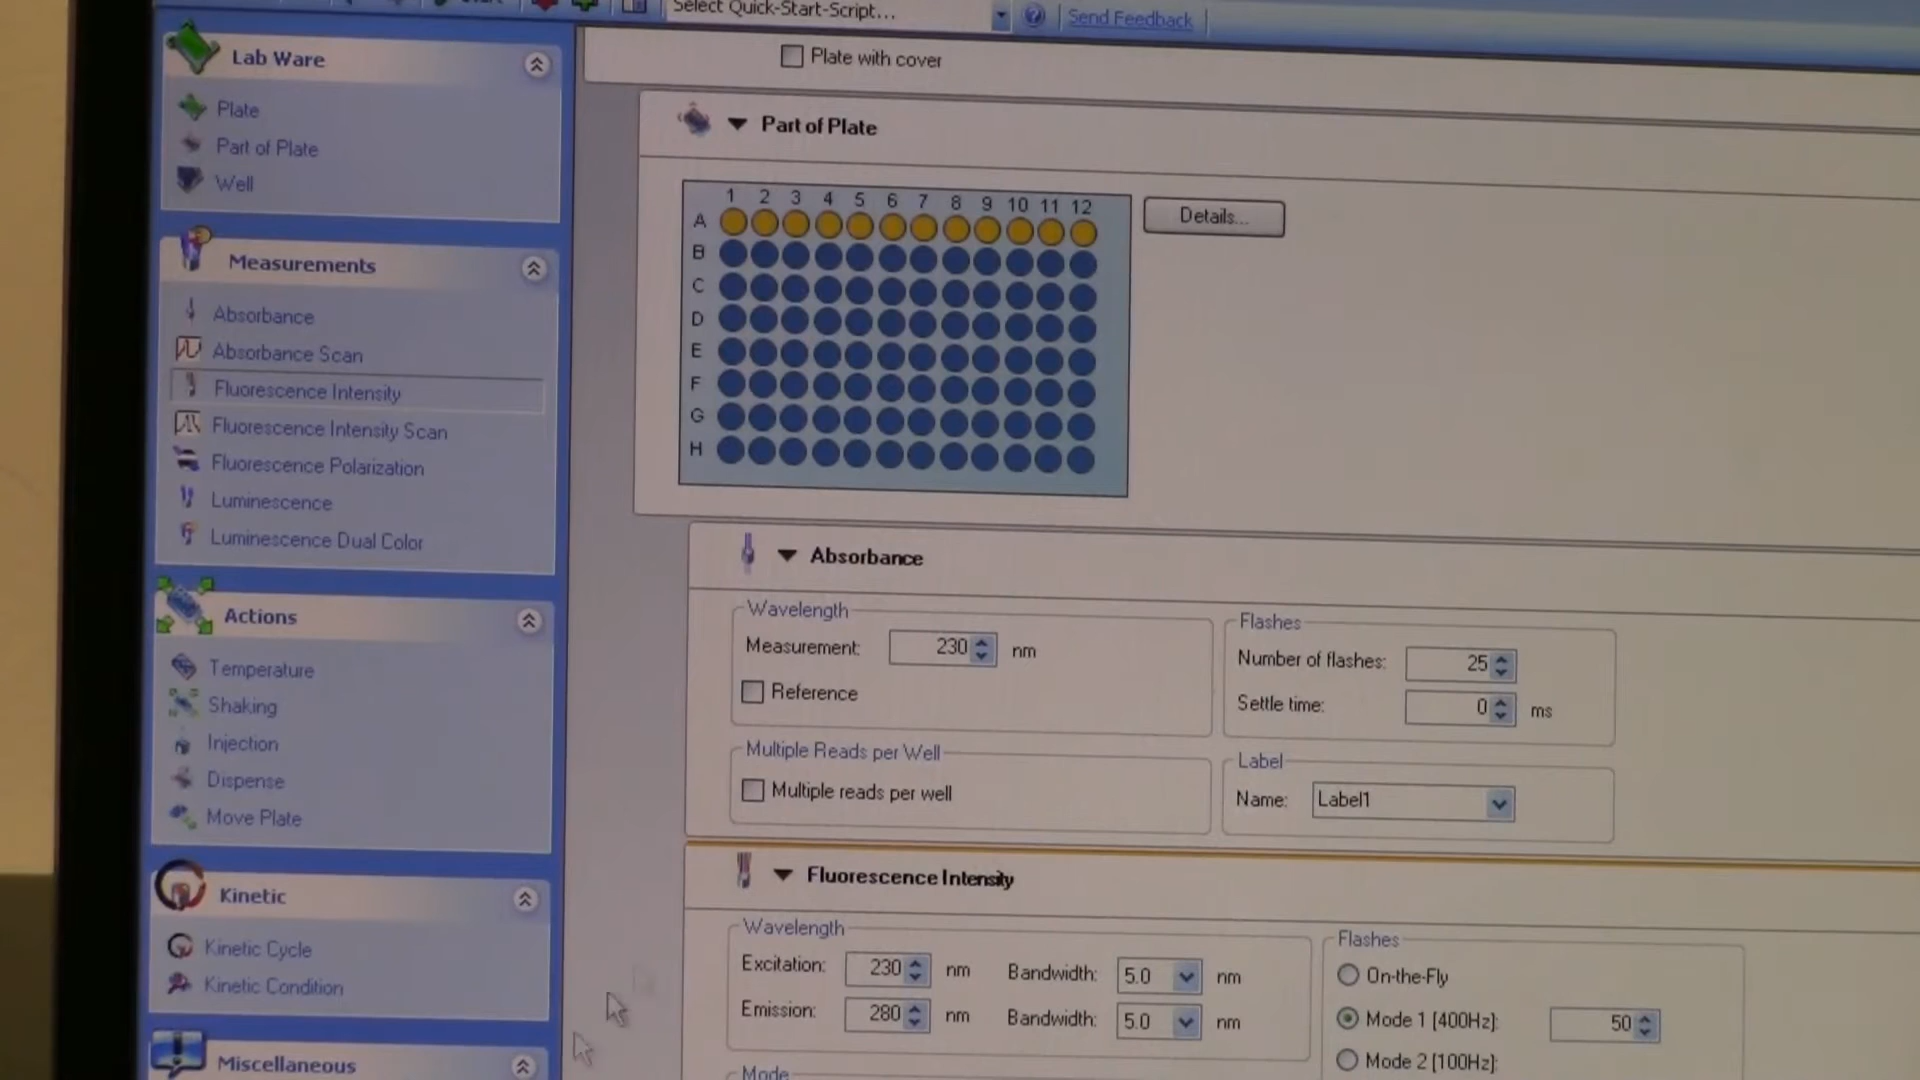 Select Quick-Start-Script...
Send Feedback
Lab Ware
Plate
Part of Plate
Well
Measurements
Absorbance
Absorbance Scan
Fluorescence Intensity
Fluorescence Intensity Scan
Fluorescence Polarization
Luminescence
Luminescence Dual Color
Actions
Temperature
Shaking
Injection
Dispense
Move Plate
Kinetic
Kinetic Cycle
Kinetic Condition
Miscellaneous
Plate with cover
Part of Plate
1 2 3 4 5 6 7 8 9 10 11 12
A
B
C
D
E
F
G
H
Details...
Absorbance
Wavelength
Measurement: 230 nm
Reference
Flashes
Number of flashes: 25
Settle time: 0 ms
Multiple Reads per Well
Multiple reads per well
Label
Name: Label1
Fluorescence Intensity
Wavelength
Excitation: 230 nm Bandwidth: 5.0 nm
Emission: 280 nm Bandwidth: 5.0 nm
Flashes
On-the-Fly
Mode 1 [400Hz]: 50
Mode 2 [100Hz]:
Mode